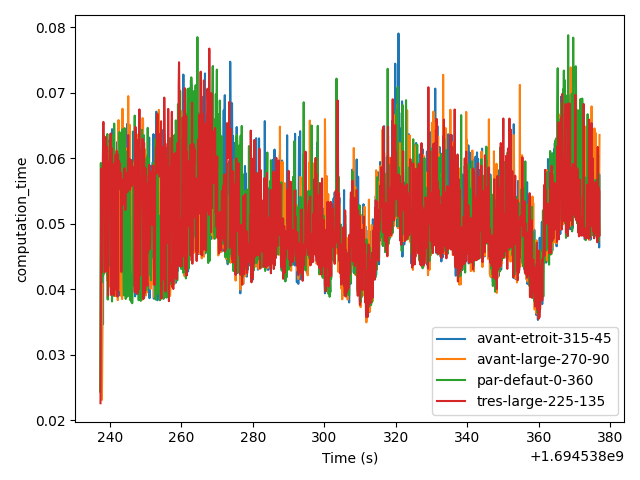 0.08
0.07
0.06
0.05
0.04
0.03
0.02
computation_time
240
260
280
300
320
340
360
380
Time (s)
+1.694538e9
avant-etroit-315-45
avant-large-270-90
par-defaut-0-360
tres-large-225-135